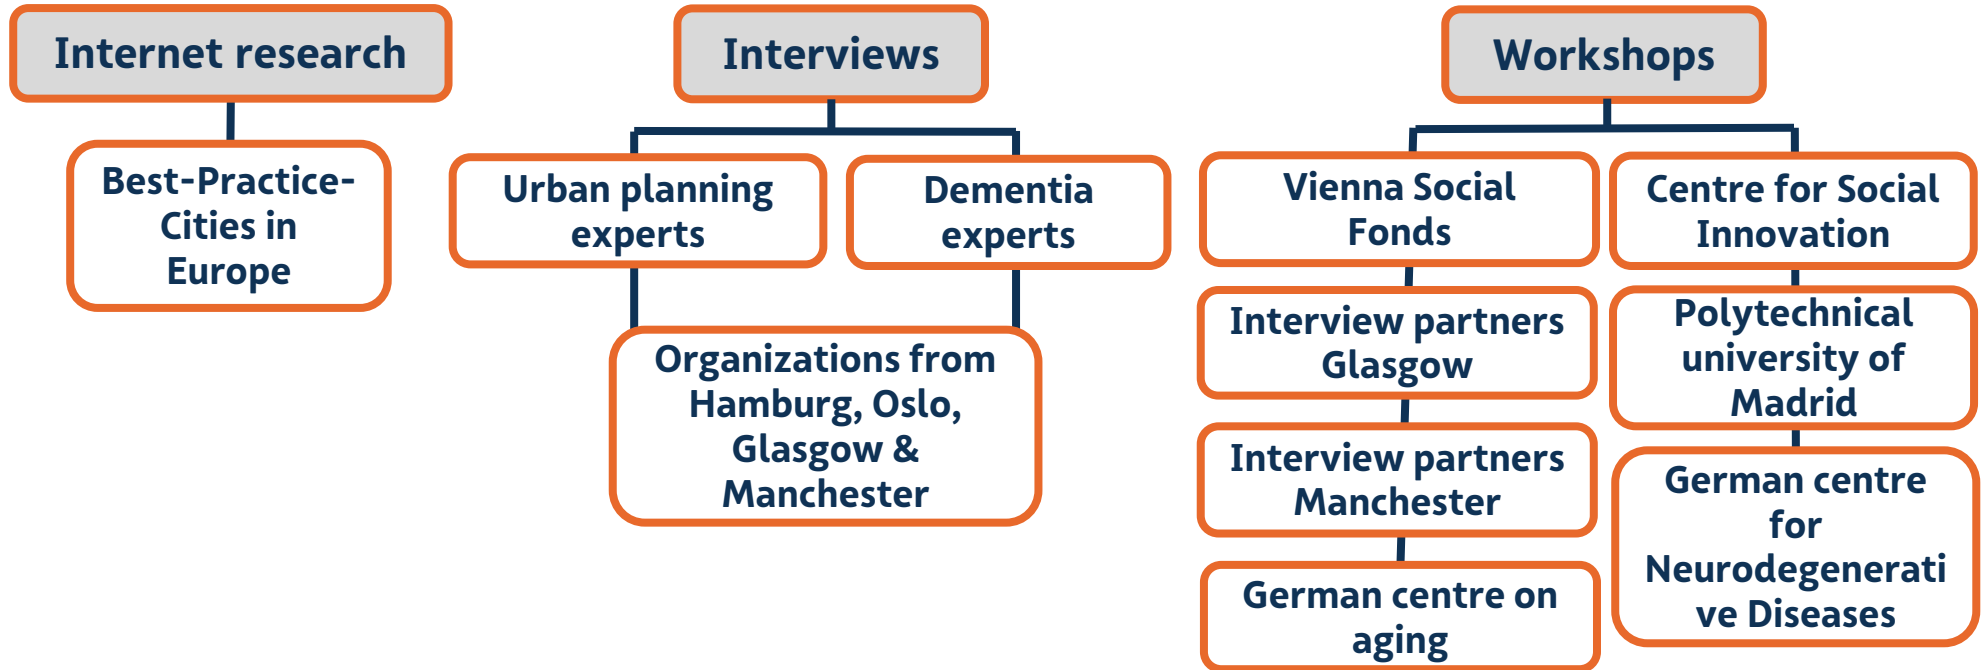 Internet research
Best-Practice-
Cities in
Europe
Interviews
Urban planning
experts
Dementia
experts
Organizations from
Hamburg, Oslo,
Glasgow &
Manchester
Workshops
Vienna Social
Fonds
Interview partners
Glasgow
Interview partners
Manchester
German centre on
aging
Centre for Social
Innovation
Polytechnical
university of
Madrid
German centre
for
Neurodegenerati
ve Diseases